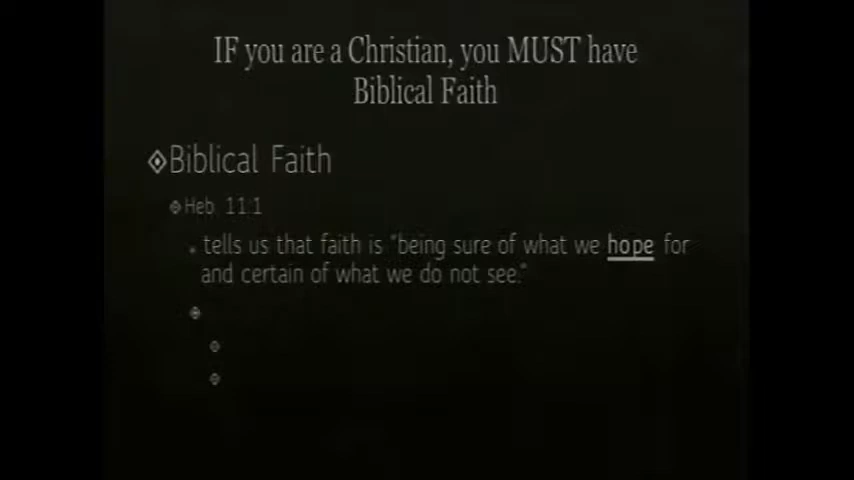 IF you are a Christian, you MUST have
Biblical Faith
Biblical Faith
Heb 11:1
tells us that faith is "being sure of what we hope for
and certain of what we do not see."